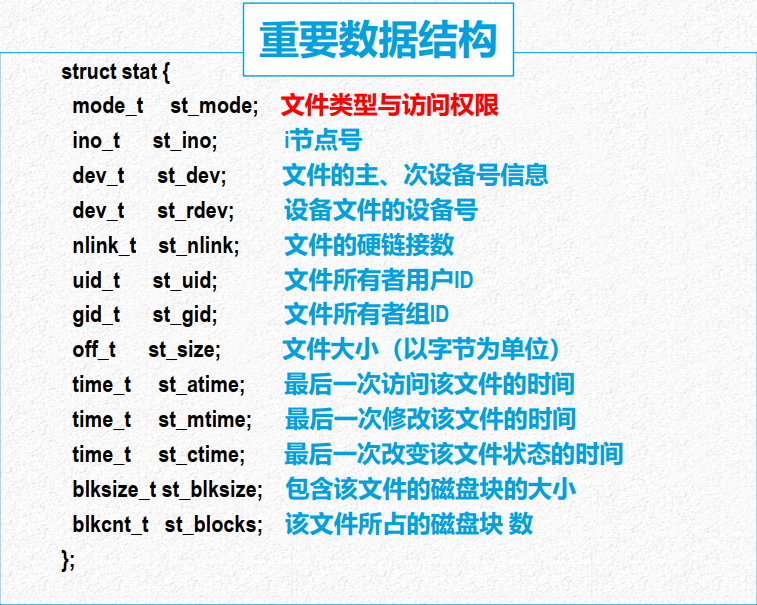 重要数据结构
struct stat {
mode_t st_mode; 文件类型与访问权限
ino_t st_ino; i节点号
dev_t st_dev; 文件的主、次设备号信息
dev_t st_rdev; 设备文件的设备号
nlink_t st_nlink; 文件的硬链接数
uid_t st_uid; 文件所有者用户ID
gid_t st_gid; 文件所有者组ID
off_t st_size; 文件大小（以字节为单位）
time_t st_atime; 最后一次访问该文件的时间
time_t st_mtime; 最后一次修改该文件的时间
time_t st_ctime; 最后一次改变该文件状态的时间
blksize_t st_blksize; 包含该文件的磁盘块的大小
blkcnt_t st_blocks; 该文件所占的磁盘块 数
};